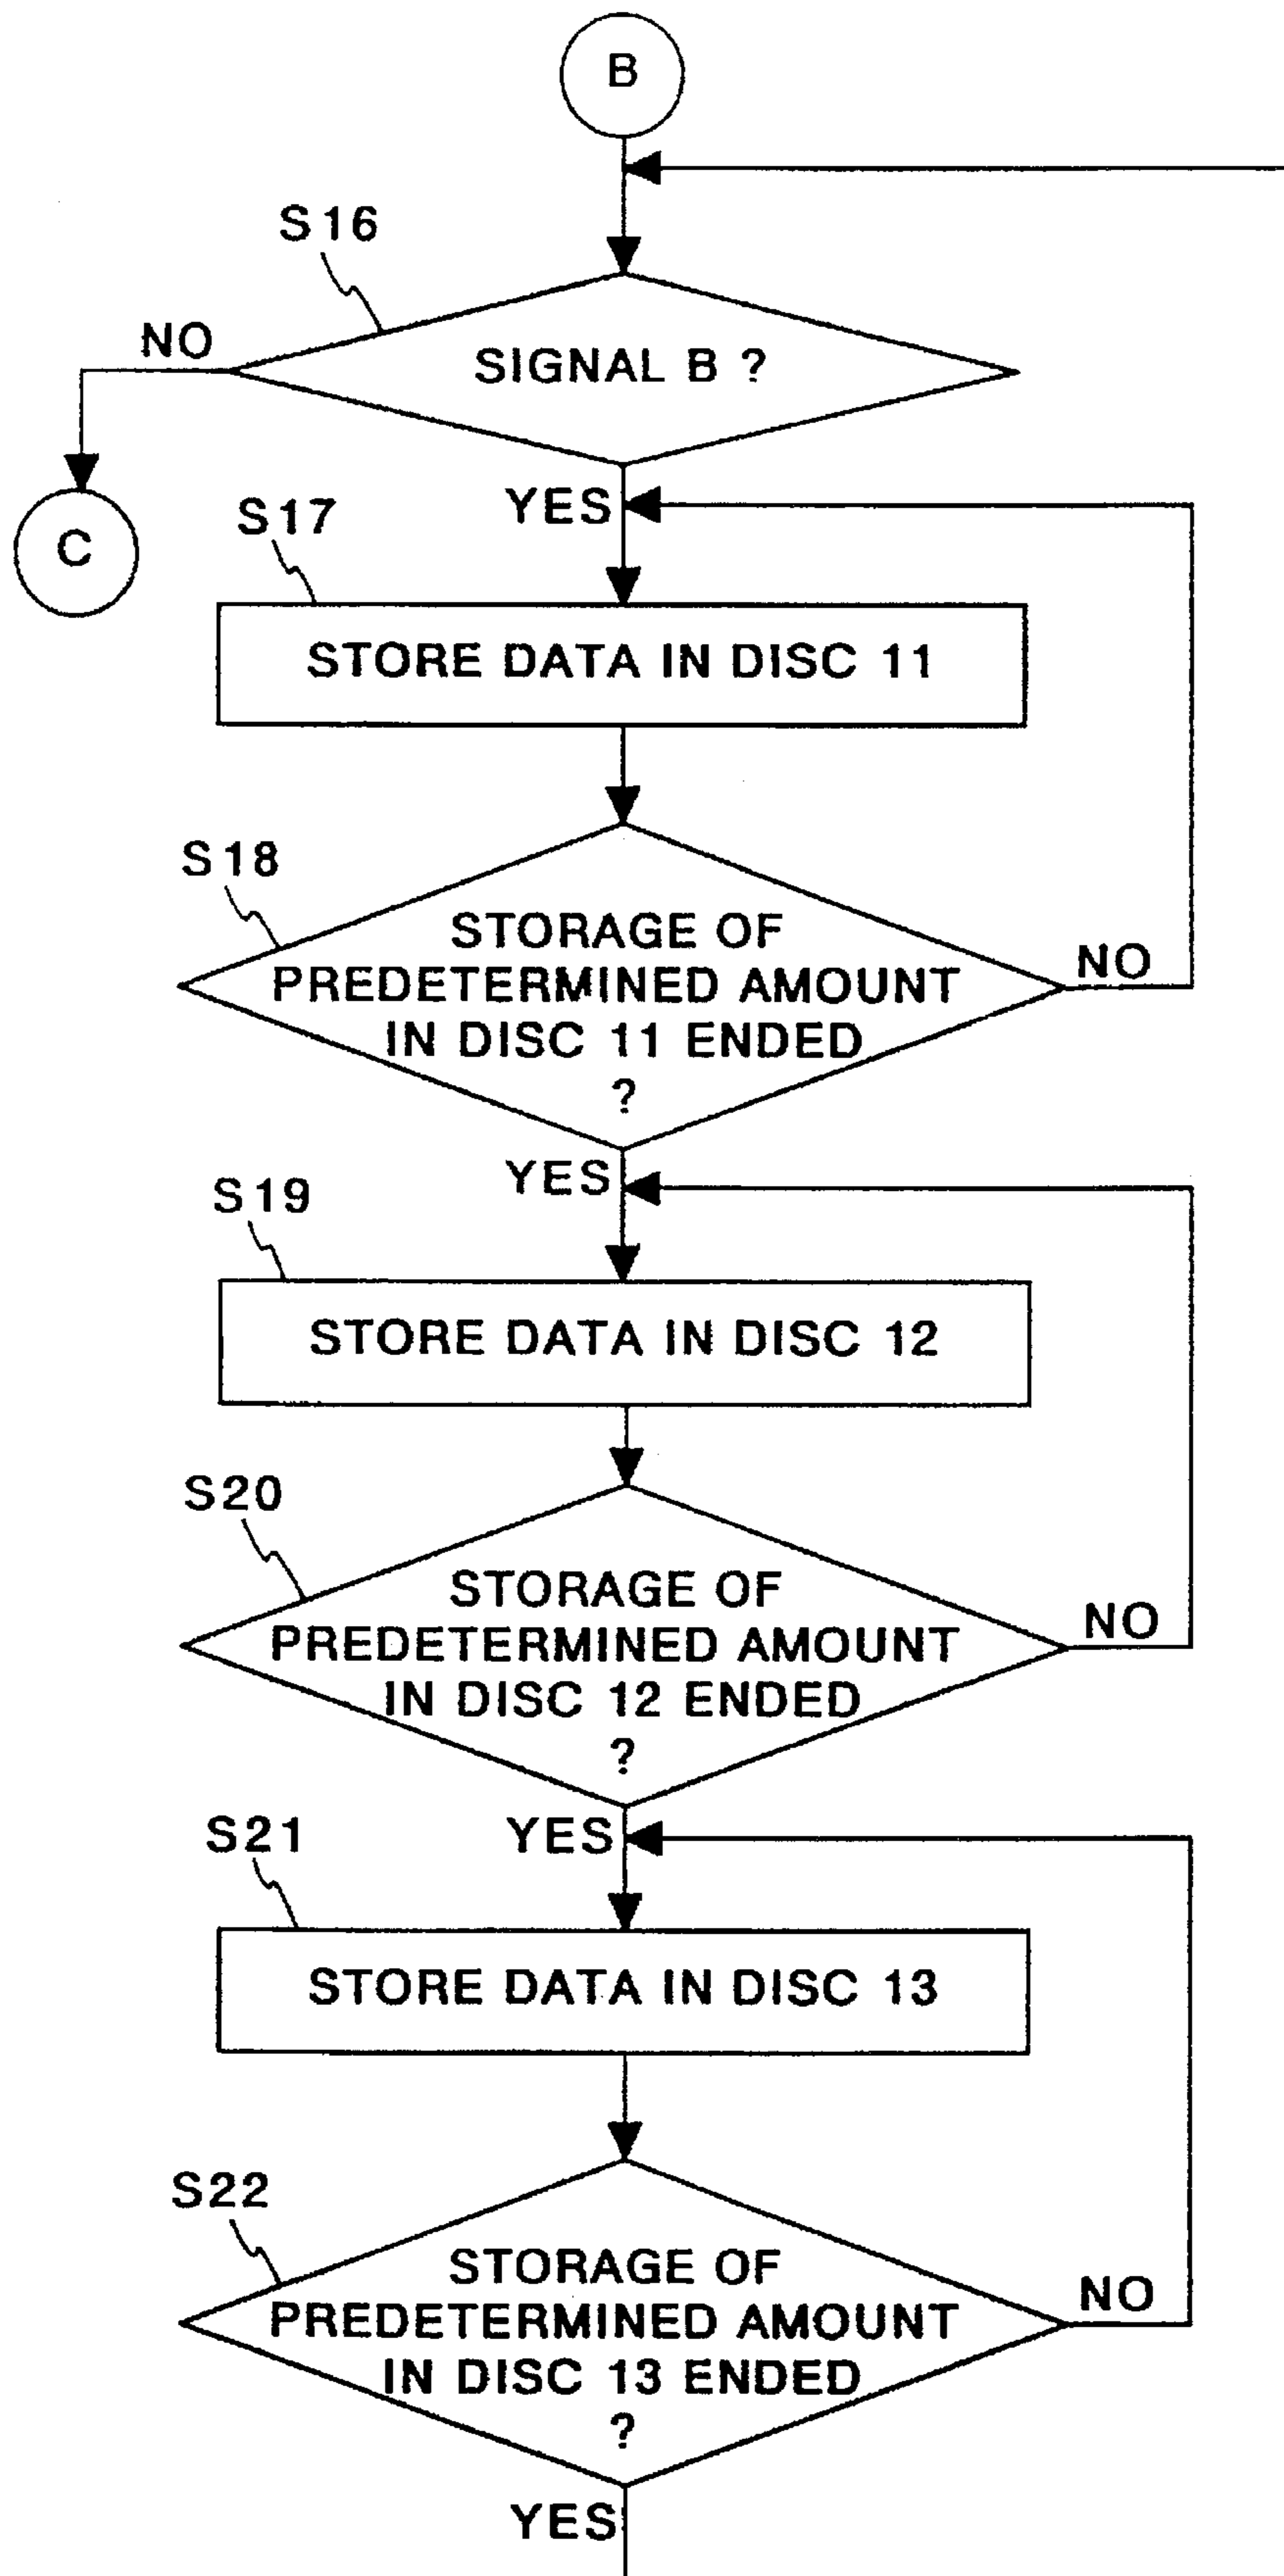 B
S16
NO
SIGNAL B ?
YES
C
S17
STORE DATA IN DISC 11
S18
STORAGE OF
PREDETERMINED AMOUNT
IN DISC 11 ENDED
?
NO
YES
S19
STORE DATA IN DISC 12
S20
STORAGE OF
PREDETERMINED AMOUNT
IN DISC 12 ENDED
?
NO
YES
S21
STORE DATA IN DISC 13
S22
STORAGE OF
PREDETERMINED AMOUNT
IN DISC 13 ENDED
?
NO
YES